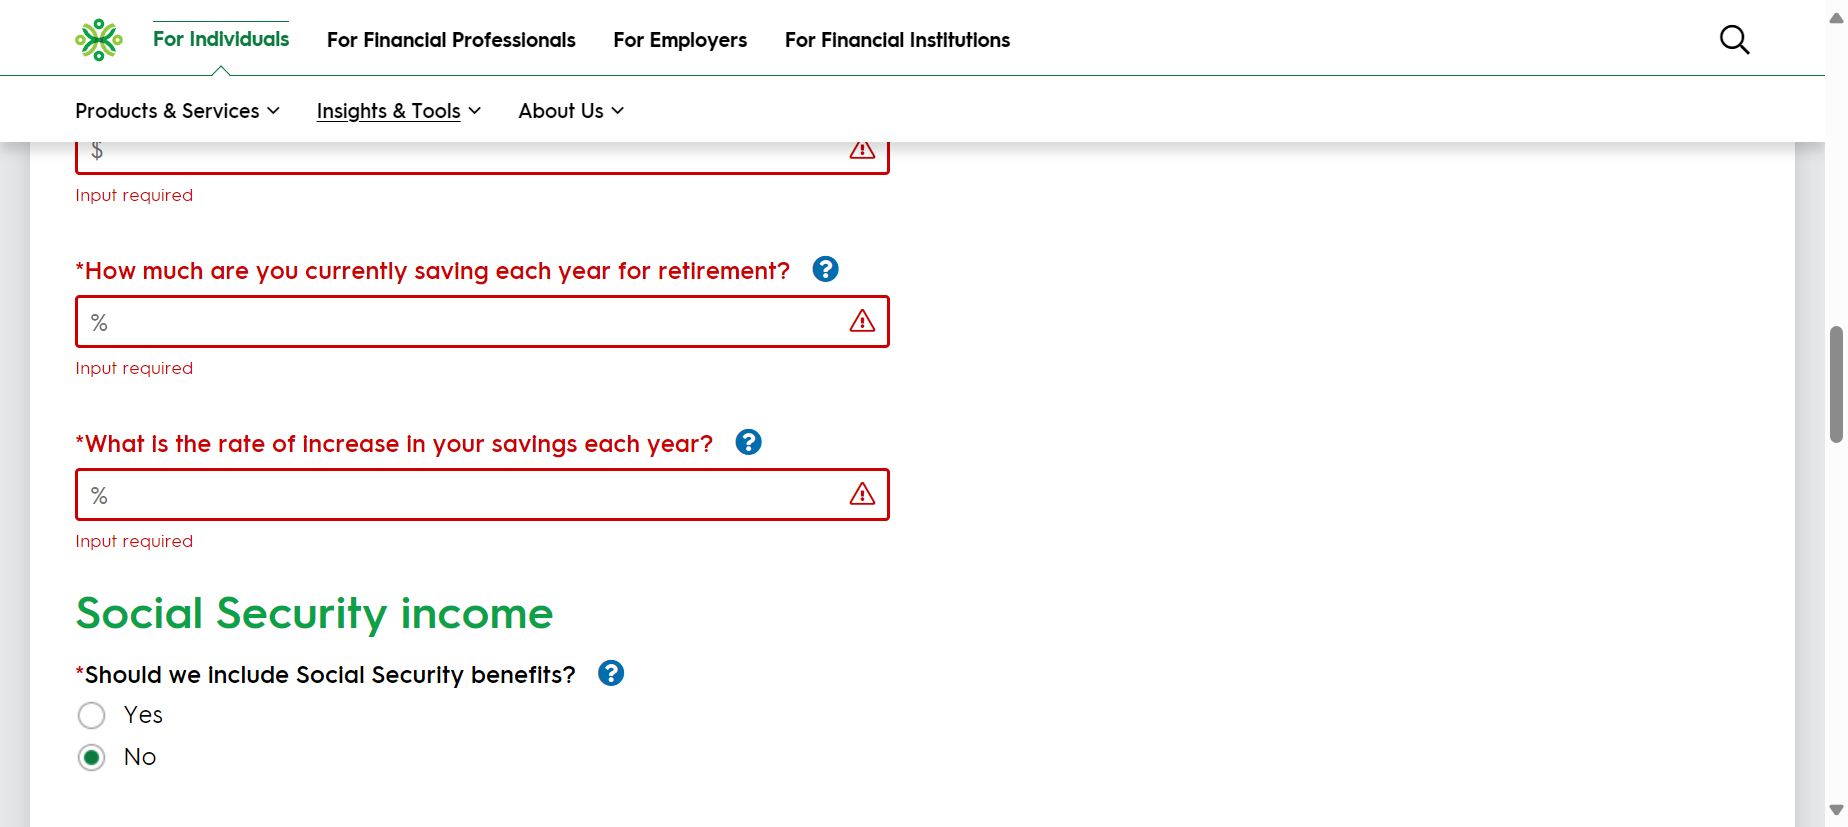 For Individuals For Financial Professionals For Employers For Financial Institutions
Products & Services Insights & Tools About Us
$
Input required
*How much are you currently saving each year for retirement? ?
%
Input required
*What is the rate of increase in your savings each year? ?
%
Input required
Social Security income
*Should we include Social Security benefits? ?
Yes
No